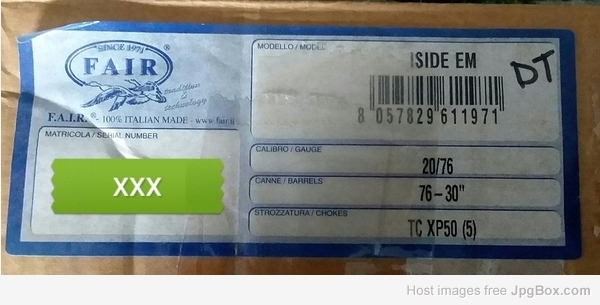 SINCE 1971 ®
FAIR
tradition &
technology
F.A.I.R.® - 100% ITALIAN MADE - www.fair.it
MATRICOLA / SERIAL NUMBER
XXX
MODELLO / MODEL
ISIDE EM
DT
8 057829 611971
CALIBRO / GAUGE
20/76
CANNE / BARRELS
76-30"
STROZZATURA / CHOKES
TC XP50 (5)
Host images free JpgBox.com